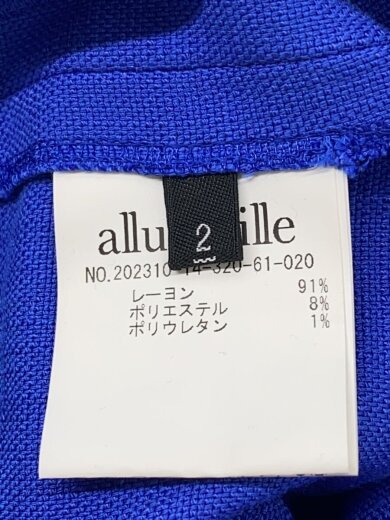 2
allu ille
NO.202310-14-320-61-020
レーヨン 91%
ポリエステル 8%
ポリウレタン 1%